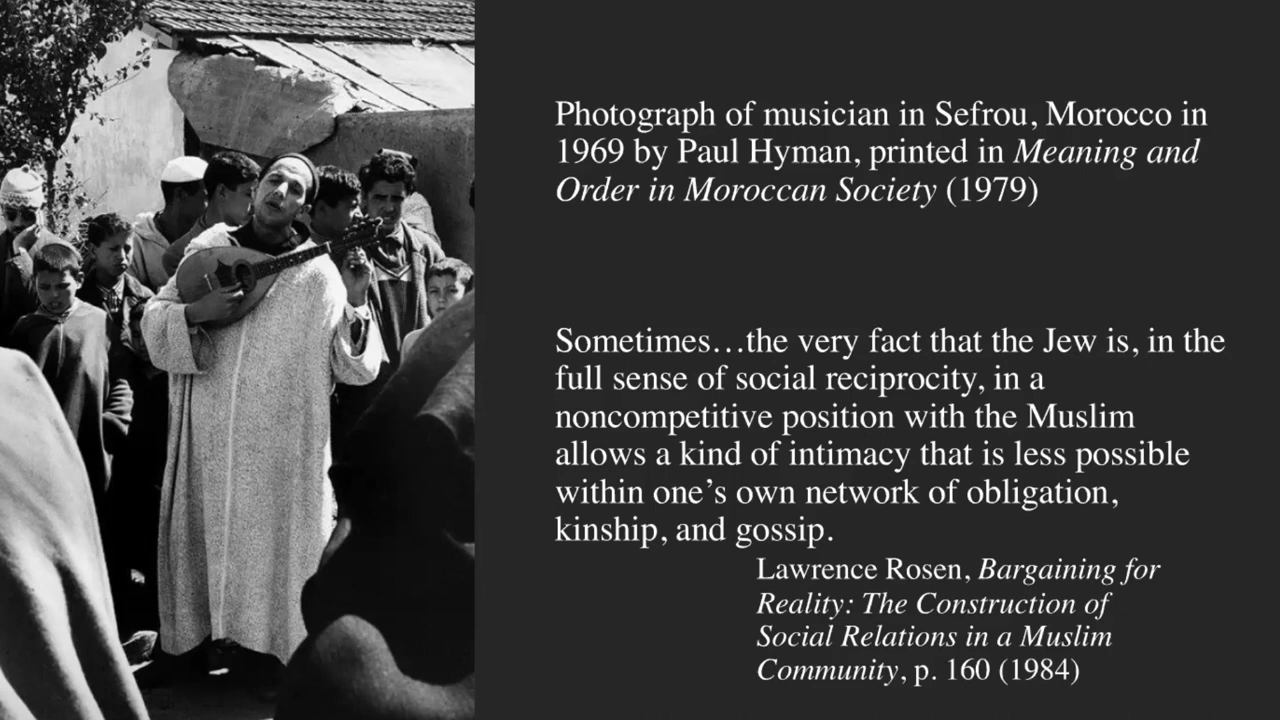 Photograph of musician in Sefrou, Morocco in
1969 by Paul Hyman, printed in Meaning and
Order in Moroccan Society (1979)
Sometimes…the very fact that the Jew is, in the
full sense of social reciprocity, in a
noncompetitive position with the Muslim
allows a kind of intimacy that is less possible
within one’s own network of obligation,
kinship, and gossip.
Lawrence Rosen, Bargaining for
Reality: The Construction of
Social Relations in a Muslim
Community, p. 160 (1984)